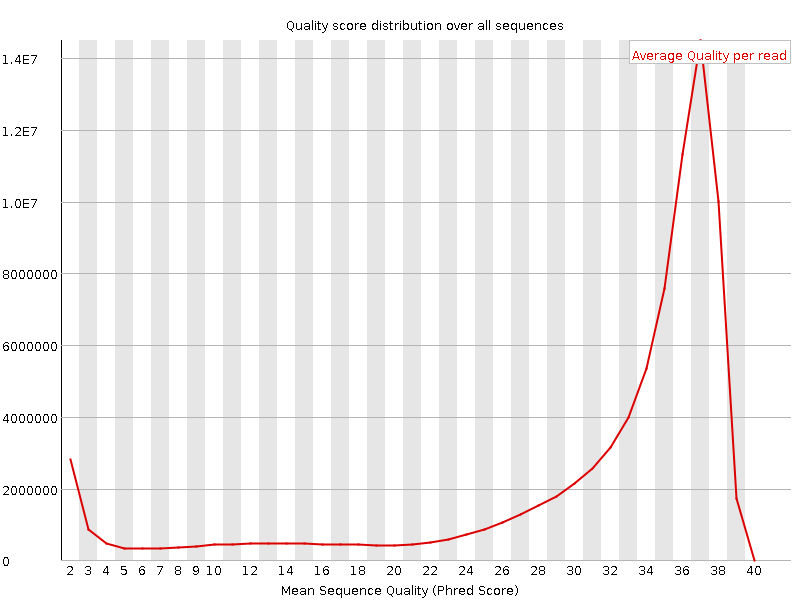 Quality score distribution over all sequences
Average Quality per read
1.4E7
1.2E7
1.0E7
8000000
6000000
4000000
2000000
0
2 3 4 5 6 7 8 9 10 12 14 16 18 20 22 24 26 28 30 32 34 36 38 40
Mean Sequence Quality (Phred Score)